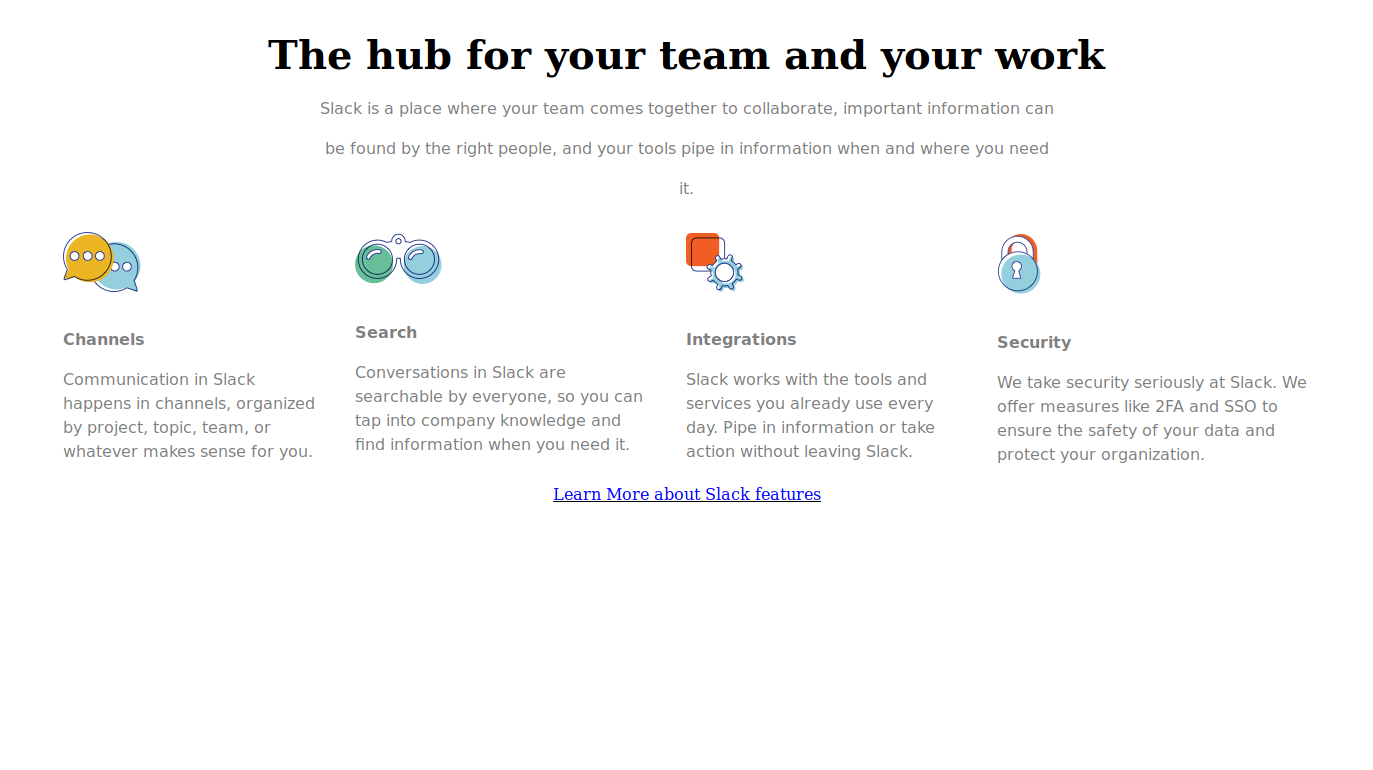 The hub for your team and your work
Slack is a place where your team comes together to collaborate, important information can
be found by the right people, and your tools pipe in information when and where you need
it.
Channels
Communication in Slack
happens in channels, organized
by project, topic, team, or
whatever makes sense for you.
Search
Conversations in Slack are
searchable by everyone, so you can
tap into company knowledge and
find information when you need it.
Integrations
Slack works with the tools and
services you already use every
day. Pipe in information or take
action without leaving Slack.
Security
We take security seriously at Slack. We
offer measures like 2FA and SSO to
ensure the safety of your data and
protect your organization.
Learn More about Slack features